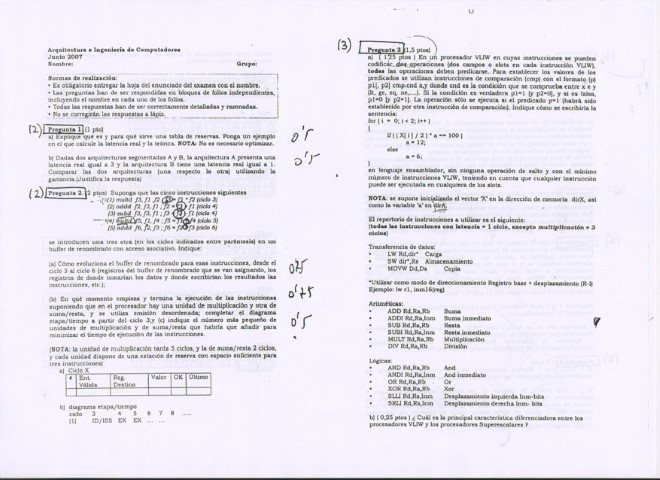 Arquitectura e Ingeniería de Computadores
Junio 2007
Nombre: Grupo:
Normas de realización:
• Es obligatorio entregar la hoja del enunciado del examen con el nombre.
• Las preguntas han de ser respondidas en bloques de folios independientes,
incluyendo el nombre en cada uno de los folios.
• Todas las respuestas han de ser correctamente detalladas y razonadas.
• No se corregirán las respuestas a lápiz.
(2) Pregunta 1. (1 pto)
a) Explique qué es y para qué sirve una tabla de reservas. Ponga un ejemplo
en el que calcule la latencia real y la teórica. NOTA: No es necesario optimizar.
0'5
b) Dadas dos arquitecturas segmentadas A y B, la arquitectura A presenta una
latencia real igual a 3 y la arquitectura B tiene una latencia real igual a 1.
Comparar las dos arquitecturas (una respecto la otra) utilizando la
ganancia.(Justifica la respuesta)
0'5
(2) Pregunta 2. (2 ptos) Suponga que las cinco instrucciones siguientes
(1) multd f3, f1, f2 ; f3 = f1 * f2 (ciclo 3)
(2) addd f2, f3, f1 ; f2 = f3 + f1 (ciclo 4)
(3) subd f3, f3, f1 ; f3 = f3 - f1 (ciclo 4)
(5) addd f6, f2, f3 ; f6 = f2 + f3 (ciclo 6)
se introducen una tras otra (en los ciclos indicados entre paréntesis) en un
buffer de renombrado con acceso asociativo. Indique:
(a) Cómo evoluciona el buffer de renombrado para esas instrucciones, desde el
ciclo 3 al ciclo 6 (registros del buffer de renombrado que se van asignando, los
registros de donde tomarían los datos y donde escribirían los resultados las
instrucciones, etc.);
0'75
(b) En qué momento empieza y termina la ejecución de las instrucciones
suponiendo que en el procesador hay una unidad de multiplicación y otra de
suma/resta, y se utiliza emisión desordenada; completar el diagrama
etapa/tiempo a partir del ciclo 3;y (c) indique el número más pequeño de
unidades de multiplicación y de suma/resta que habría que añadir para
minimizar el tiempo de ejecución de las instrucciones.
0'75
0'5
(NOTA: la unidad de multiplicación tarda 5 ciclos, y la de suma/resta 2 ciclos,
y cada unidad dispone de una estación de reserva con espacio suficiente para
tres instrucciones)
a) Ciclo X
# Ent. Válida Reg. Destino Valor OK Último
b) diagrama etapa/tiempo
ciclo 3 4 5 6 7 8 .....
(1) ID/ISS EX EX ... ...
(3) Pregunta 3 (1,5 ptos)
a) ( 1'25 ptos ) En un procesador VLIW cuyas instrucciones se pueden
codificar dos operaciones (dos campos o slots en cada instrucción VLIW),
todas las operaciones deben predicarse. Para establecer los valores de los
predicados se utilizan instrucciones de comparación (cmp) con el formato (pl
p1), p2) cmp.cnd x,y donde cnd es la condición que se comprueba entre x e y
(lt, ge, eq, ne,...). Si la condición es verdadera p1=1 (y p2=0), y si es falsa,
p1=0 (y p2=1). La operación sólo se ejecuta si el predicado p=1 (habrá sido
establecido por otra instrucción de comparación). Indique cómo se escribiría la
sentencia:
for ( i = 0; i < 2; i++ )
{
if ( ( X[i] / 2 ) * a == 100 )
a = 12;
else
a = 6;
}
en lenguaje ensamblador, sin ninguna operación de salto y con el mínimo
número de instrucciones VLIW, teniendo en cuenta que cualquier instrucción
puede ser ejecutada en cualquiera de los slots.
NOTA: se supone inicializado el vector 'X' en la dirección de memoria dirX, así
como la variable 'a' en dirA.
El repertorio de instrucciones a utilizar es el siguiente:
(todas las instrucciones con latencia = 1 ciclo, excepto multiplicación = 3
ciclos)
Transferencia de datos:
• LW Rd,dir* Carga
• SW dir*,Rs Almacenamiento
• MOVW Dd,Ds Copia
*Utilizar como modo de direccionamiento Registro base + desplazamiento (R-I)
Ejemplo: lw r1, inm16(reg)
Aritméticas:
• ADD Rd,Ra,Rb Suma
• ADDI Rd,Ra,Inm Suma inmediato
• SUB Rd,Ra,Rb Resta
• SUBI Rd,Ra,Inm Resta inmediato
• MULT Rd,Ra,Rb Multiplicación
• DIV Rd,Ra,Rb División
Lógicas:
• AND Rd,Ra,Rb And
• ANDI Rd,Ra,Inm And inmediato
• OR Rd,Ra,Rb Or
• XOR Rd,Ra,Rb Xor
• SLLI Rd,Ra,Inm Desplazamiento izquierda Inm-bits
• SRLI Rd,Ra,Inm Desplazamiento derecha Inm- bits
b) ( 0,25 ptos ) ¿ Cuál es la principal característica diferenciadora entre los
procesadores VLIW y los procesadores Superescalares ?